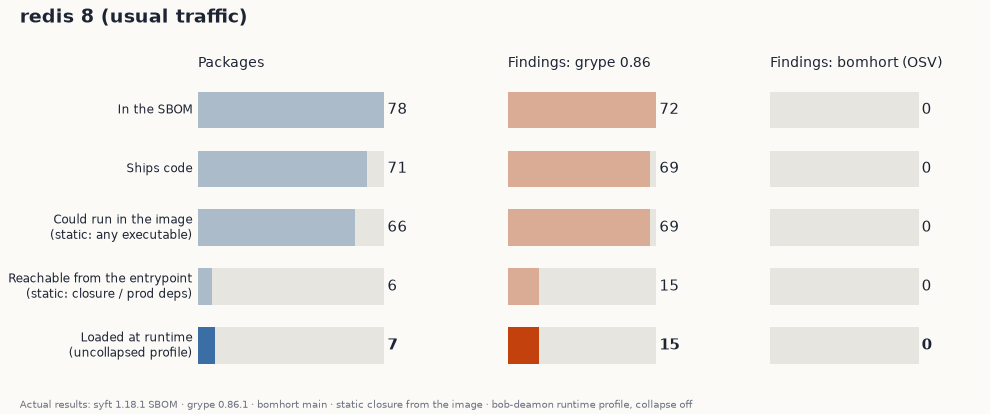 redis 8 (usual traffic)
Packages
Findings: grype 0.86
Findings: bomhort (OSV)
In the SBOM
78
72
0
Ships code
71
69
0
Could run in the image
(static: any executable)
66
69
0
Reachable from the entrypoint
(static: closure / prod deps)
6
15
0
Loaded at runtime
(uncollapsed profile)
7
15
0
Actual results: syft 1.18.1 SBOM · grype 0.86.1 · bomhort main · static closure from the image · bob-deamon runtime profile, collapse off